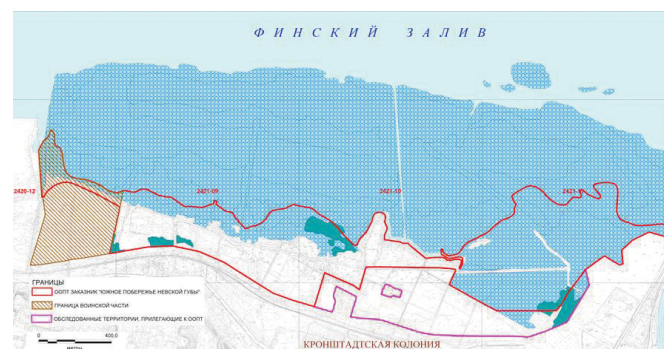 ФИНСКИЙ ЗАЛИВ
2420-12
2421-09
2421-10
2421-
ГРАНИЦЫ
ООПТ ЗАКАЗНИК "ЮЖНОЕ ПОБЕРЕЖЬЕ НЕВСКОЙ ГУБЫ"
ГРАНИЦА ВОИНСКОЙ ЧАСТИ
ОБСЛЕДОВАННЫЕ ТЕРРИТОРИИ, ПРИЛЕГАЮЩИЕ К ООПТ
0 400,0
МЕТРЫ
КРОНШТАДТСКАЯ КОЛОНИЯ